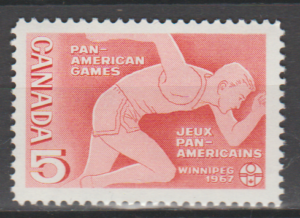 CANADA
5
PAN-
AMERICAN
GAMES
JEUX
PAN-
AMERICAINS
WINNIPEG
1967